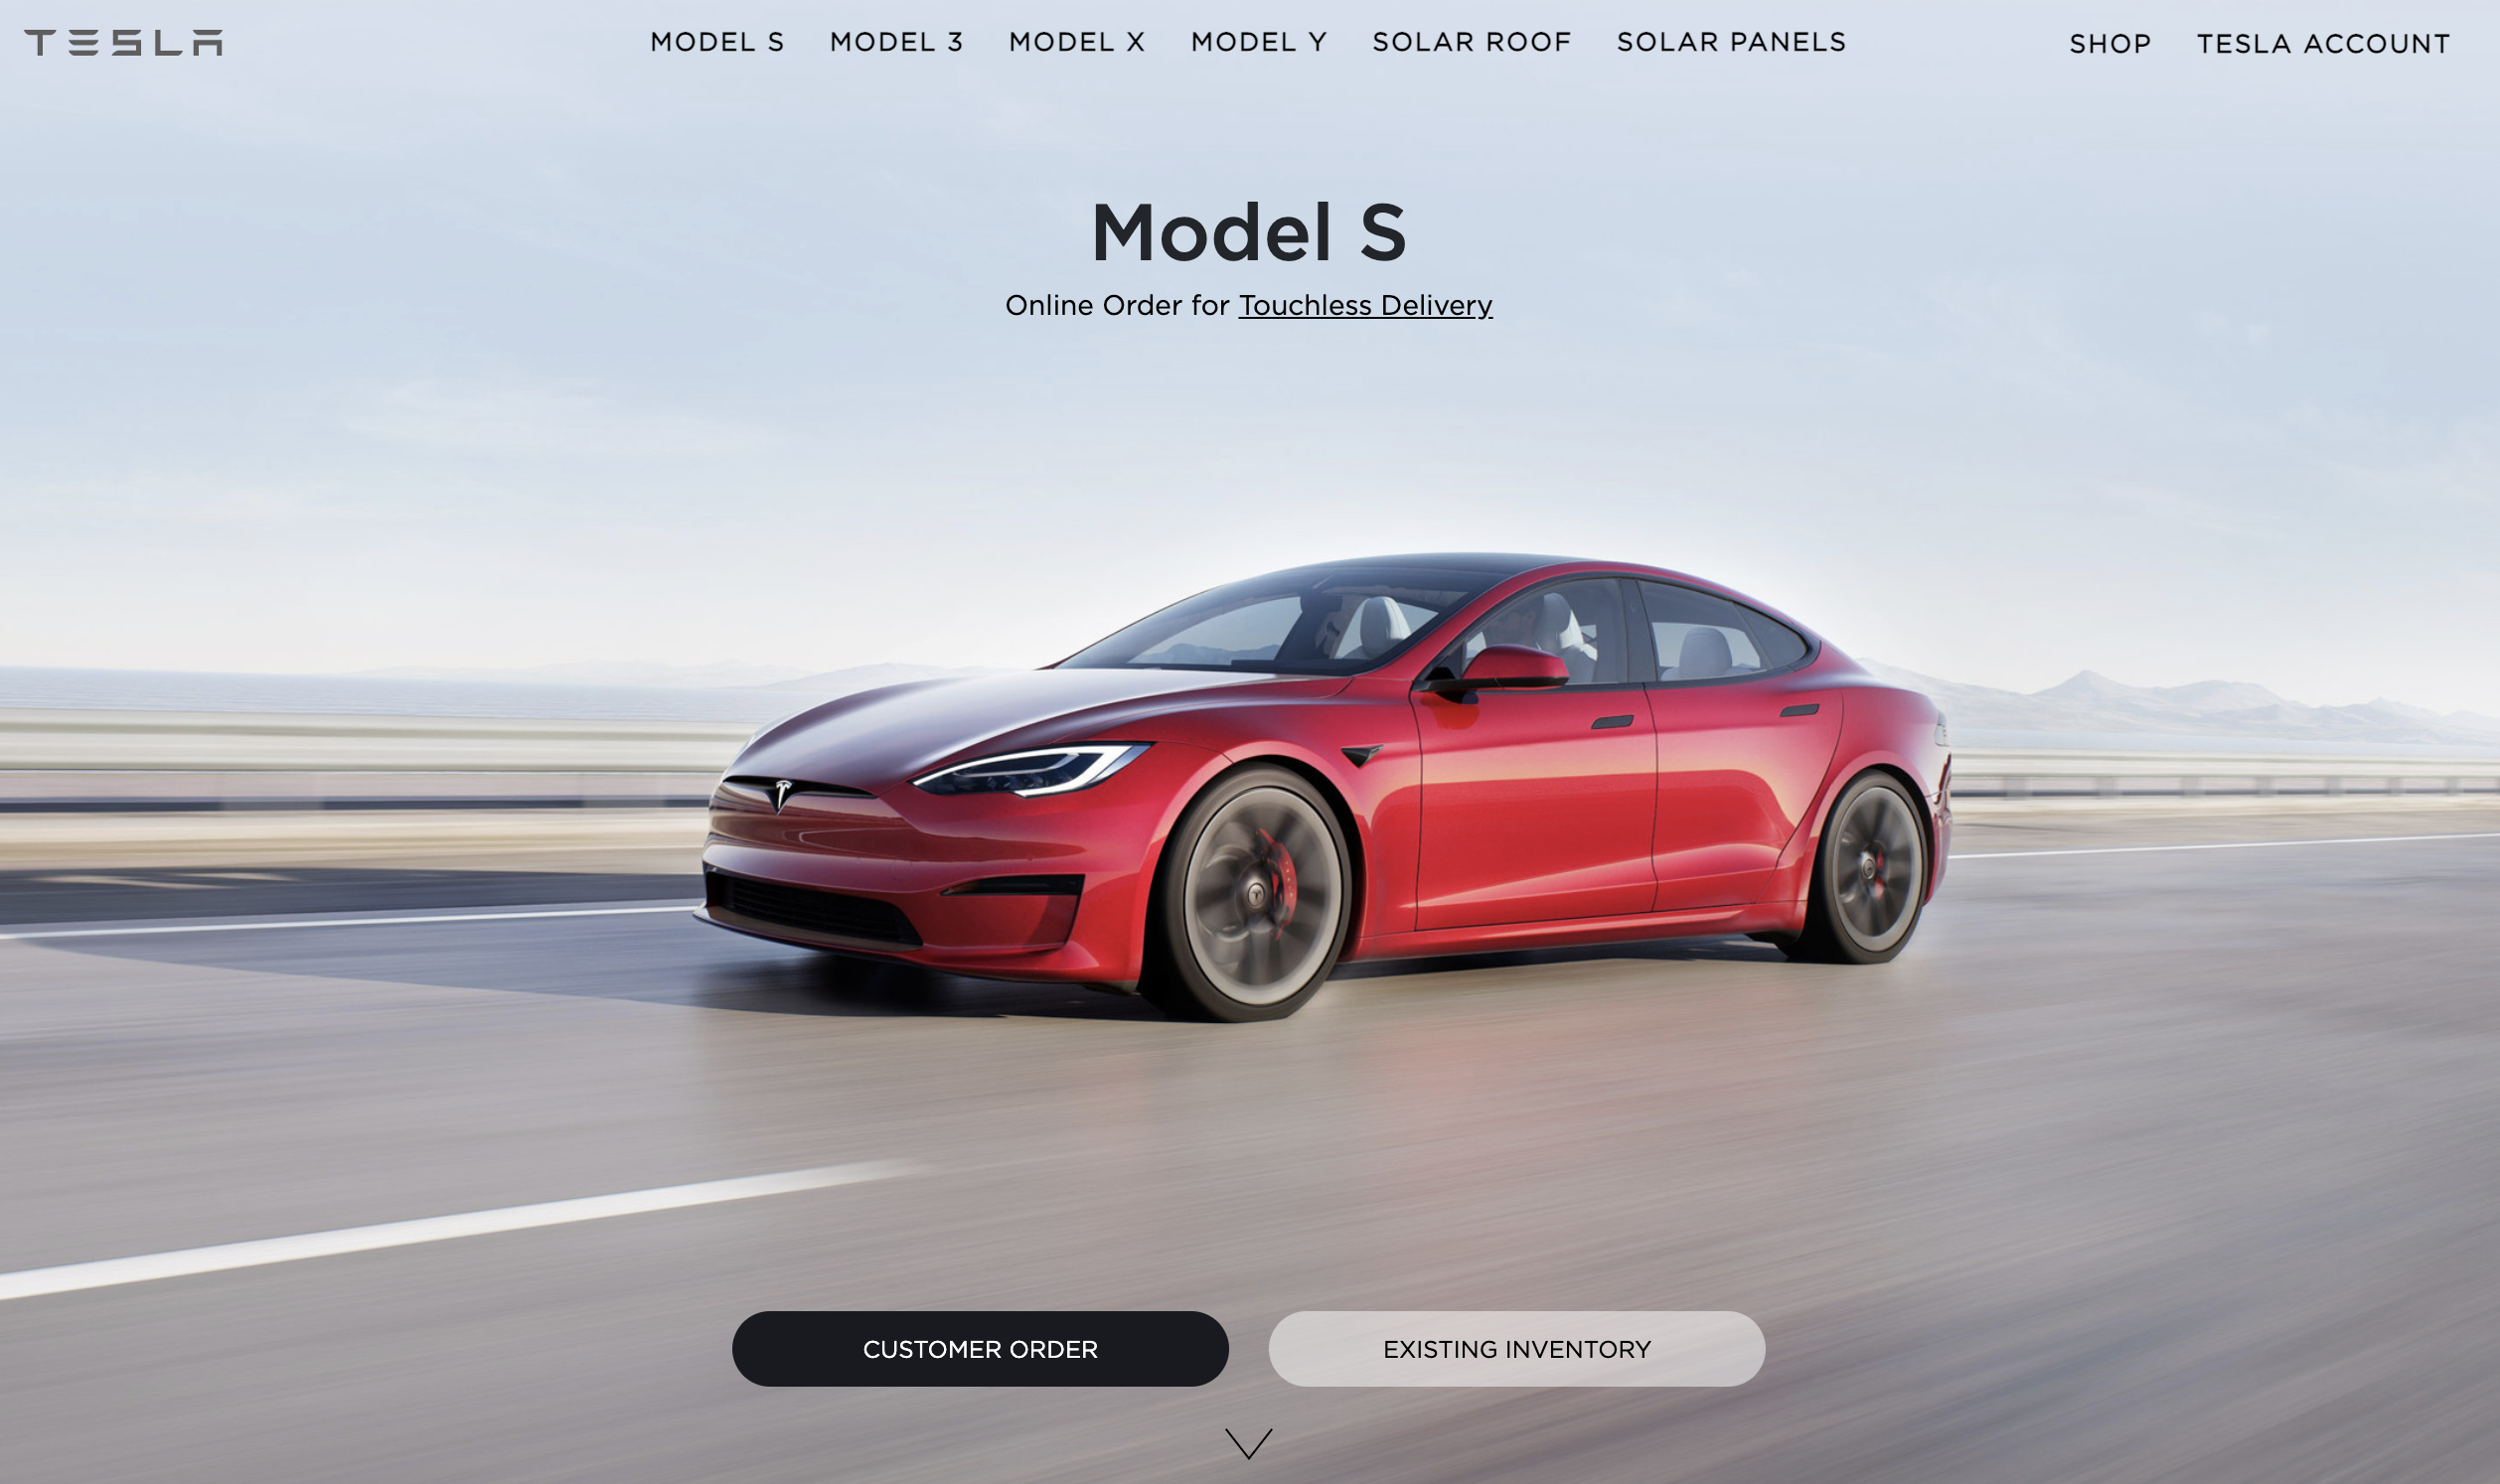 TESLA
MODEL S MODEL 3 MODEL X MODEL Y SOLAR ROOF SOLAR PANELS
SHOP TESLA ACCOUNT
Model S
Online Order for Touchless Delivery
CUSTOMER ORDER
EXISTING INVENTORY